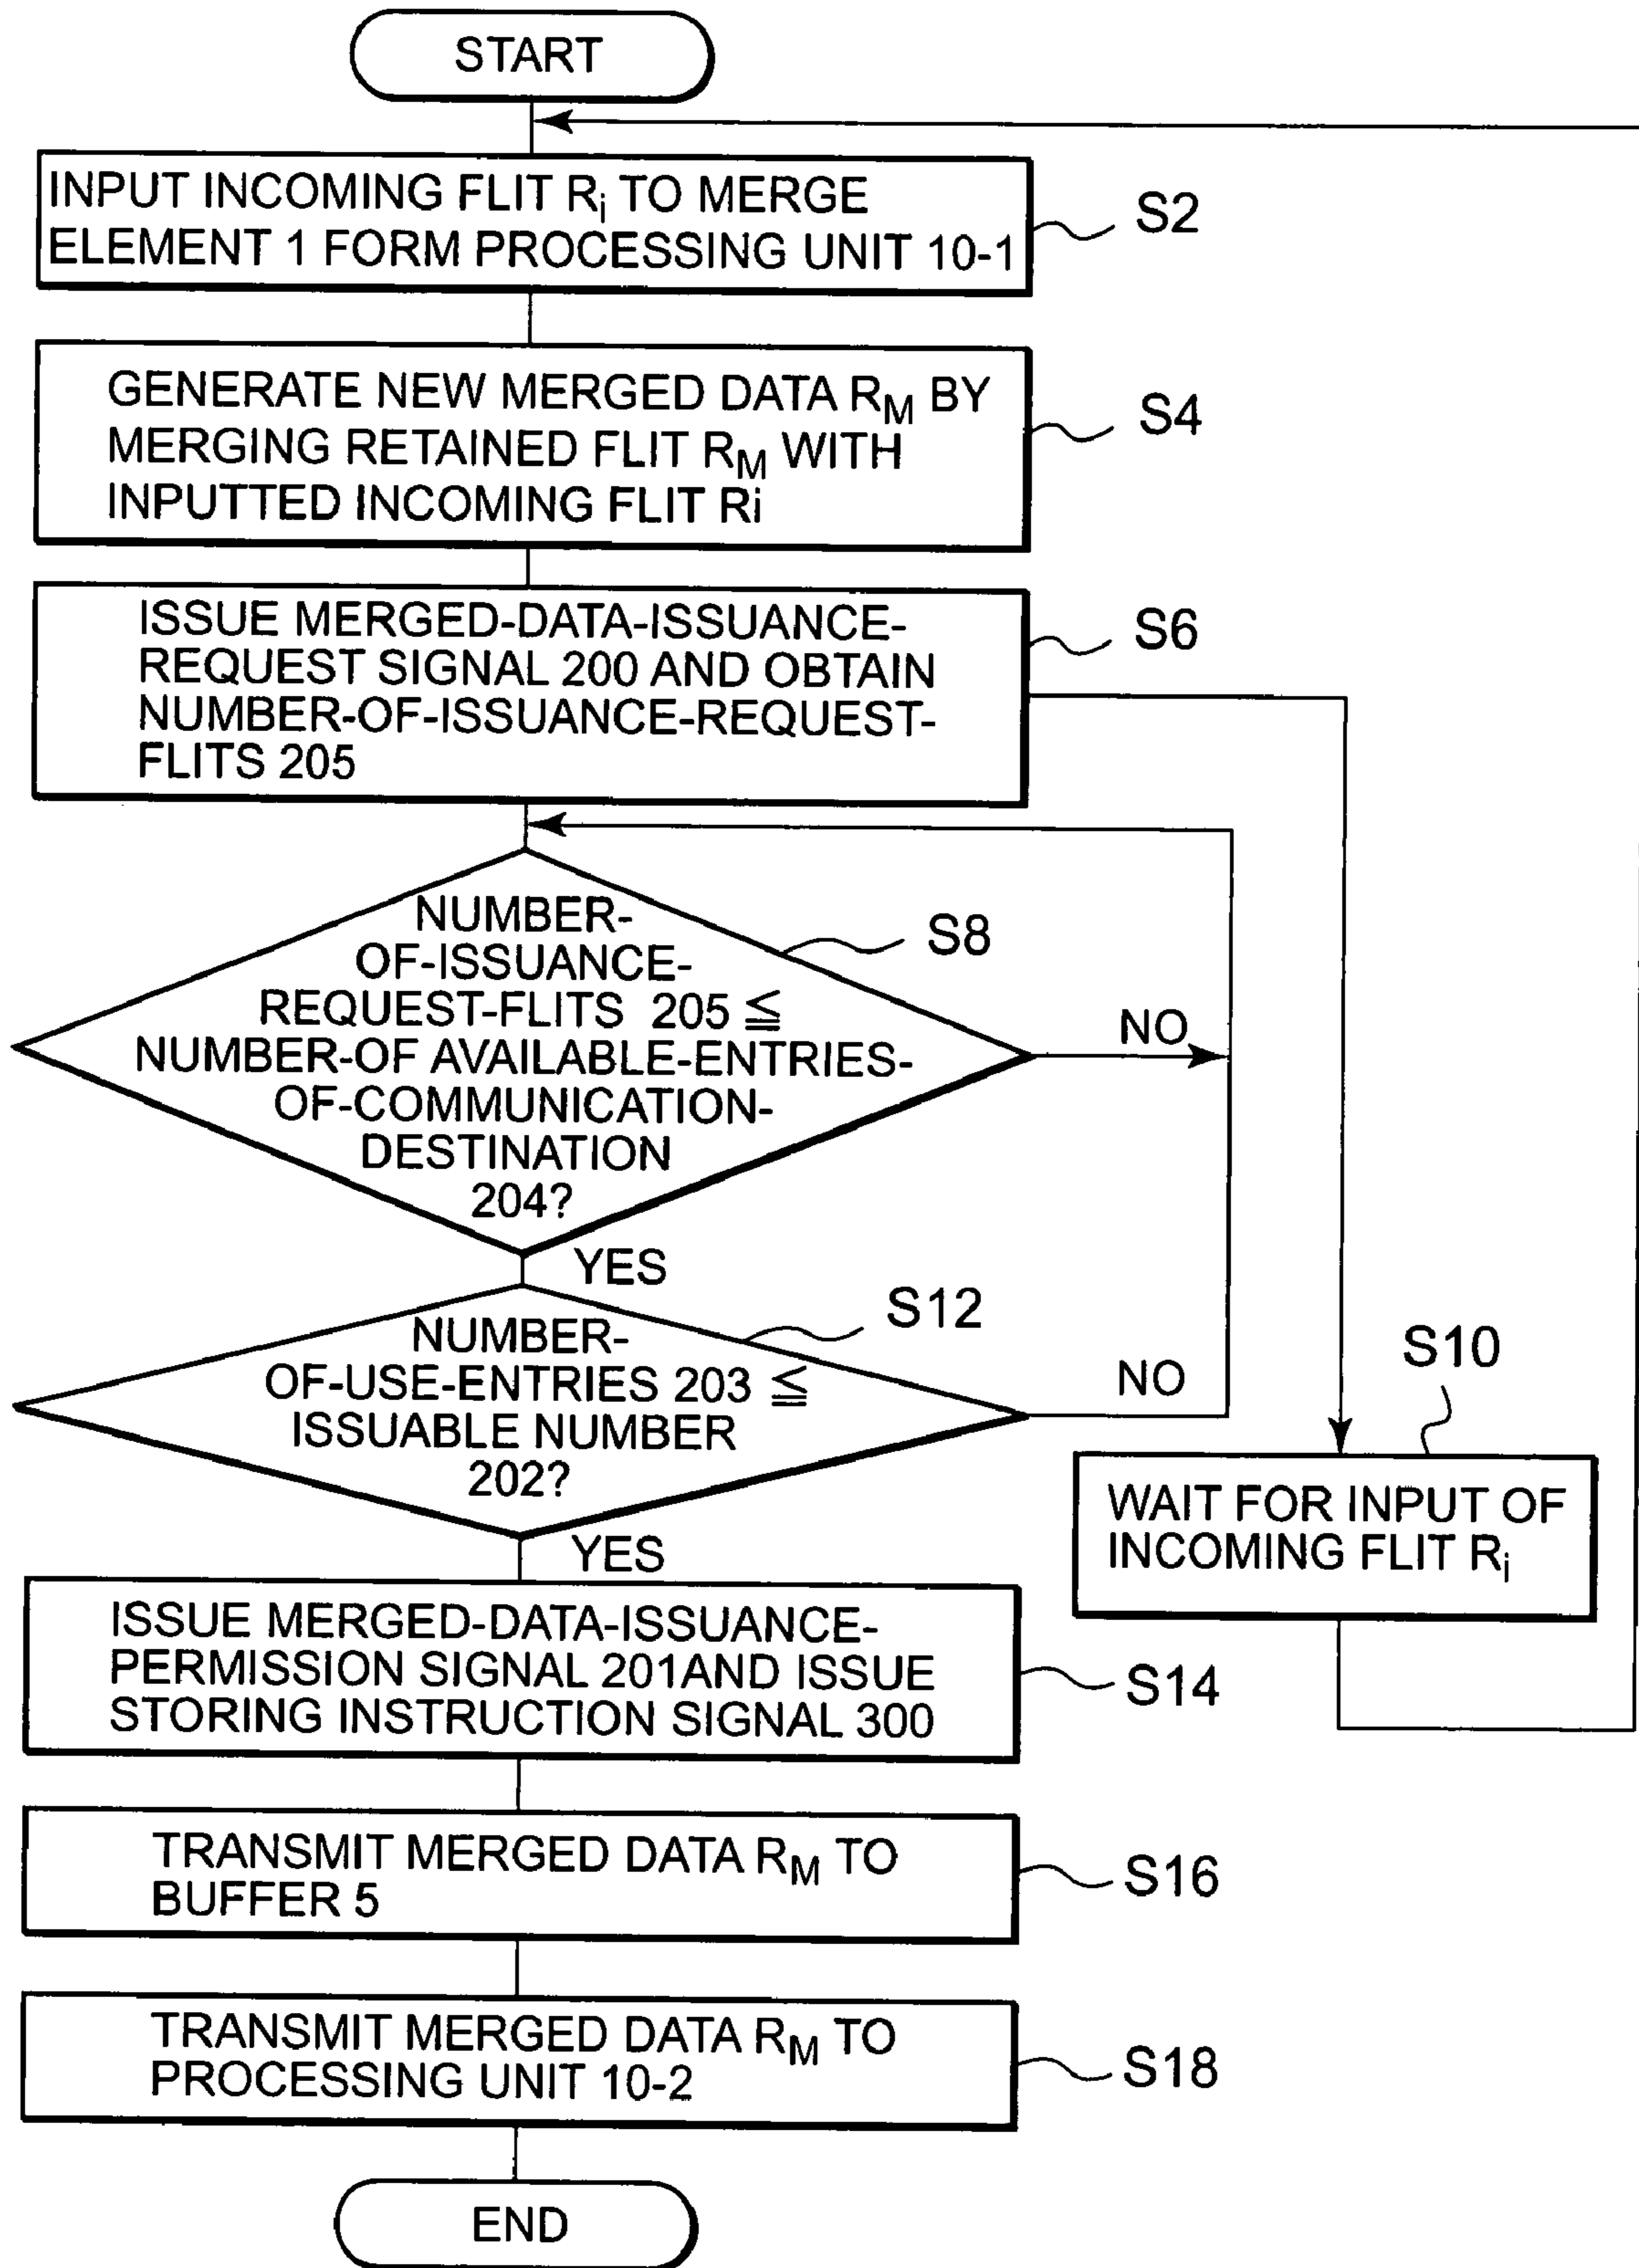 START
INPUT INCOMING FLIT Ri TO MERGE
ELEMENT 1 FORM PROCESSING UNIT 10-1
S2
GENERATE NEW MERGED DATA RM BY
MERGING RETAINED FLIT RM WITH
INPUTTED INCOMING FLIT Ri
S4
ISSUE MERGED-DATA-ISSUANCE-
REQUEST SIGNAL 200 AND OBTAIN
NUMBER-OF-ISSUANCE-REQUEST-
FLITS 205
S6
NUMBER-
OF-ISSUANCE-
REQUEST-FLITS 205 ≦
NUMBER-OF AVAILABLE-ENTRIES-
OF-COMMUNICATION-
DESTINATION
204?
S8
NO
YES
NUMBER-
OF-USE-ENTRIES 203 ≦
ISSUABLE NUMBER
202?
S12
NO
YES
S10
WAIT FOR INPUT OF
INCOMING FLIT Ri
ISSUE MERGED-DATA-ISSUANCE-
PERMISSION SIGNAL 201AND ISSUE
STORING INSTRUCTION SIGNAL 300
S14
TRANSMIT MERGED DATA RM TO
BUFFER 5
S16
TRANSMIT MERGED DATA RM TO
PROCESSING UNIT 10-2
S18
END